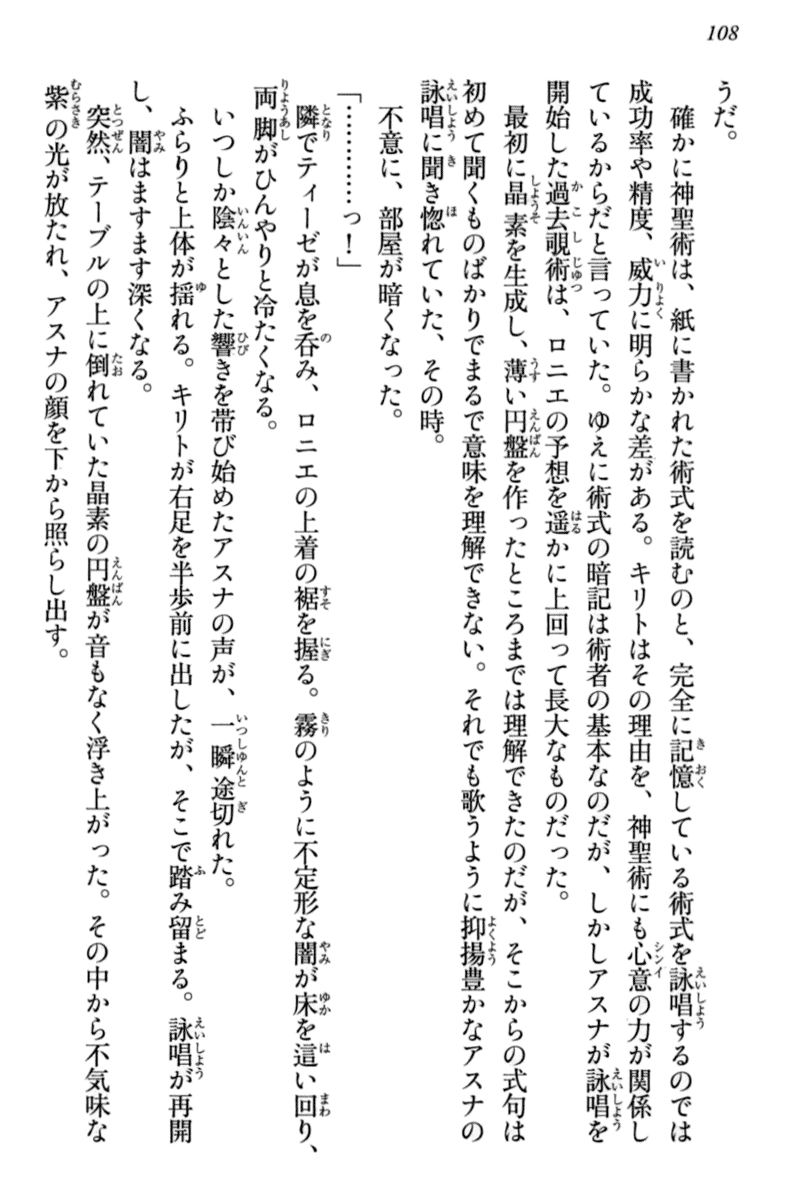 108
うだ。
　確かに神聖術は、紙に書かれた術式を読むのと、完全に記憶している術式を詠唱するのでは
成功率や精度、威力に明らかな差がある。キリトはその理由を、神聖術にも心意の力が関係し
ているからだと言っていた。ゆえに術式の暗記は術者の基本なのだが、しかしアスナが詠唱を
開始した過去覗術は、ロニエの予想を遥かに上回って長大なものだった。
　最初に晶素を生成し、薄い円盤を作ったところまでは理解できたのだが、そこからの式句は
初めて聞くものばかりでまるで意味を理解できない。それでも歌うように抑揚豊かなアスナの
詠唱に聞き惚れていた、その時。
　不意に、部屋が暗くなった。
「…………っ！」
　隣でティーゼが息を呑み、ロニエの上着の裾を握る。霧のように不定形な闇が床を這い回り、
両脚がひんやりと冷たくなる。
　いつしか陰々とした響きを帯び始めたアスナの声が、一瞬途切れた。
　ふらりと上体が揺れる。キリトが右足を半歩前に出したが、そこで踏み留まる。詠唱が再開
し、闇はますます深くなる。
　突然、テーブルの上に倒れていた晶素の円盤が音もなく浮き上がった。その中から不気味な
紫の光が放たれ、アスナの顔を下から照らし出す。